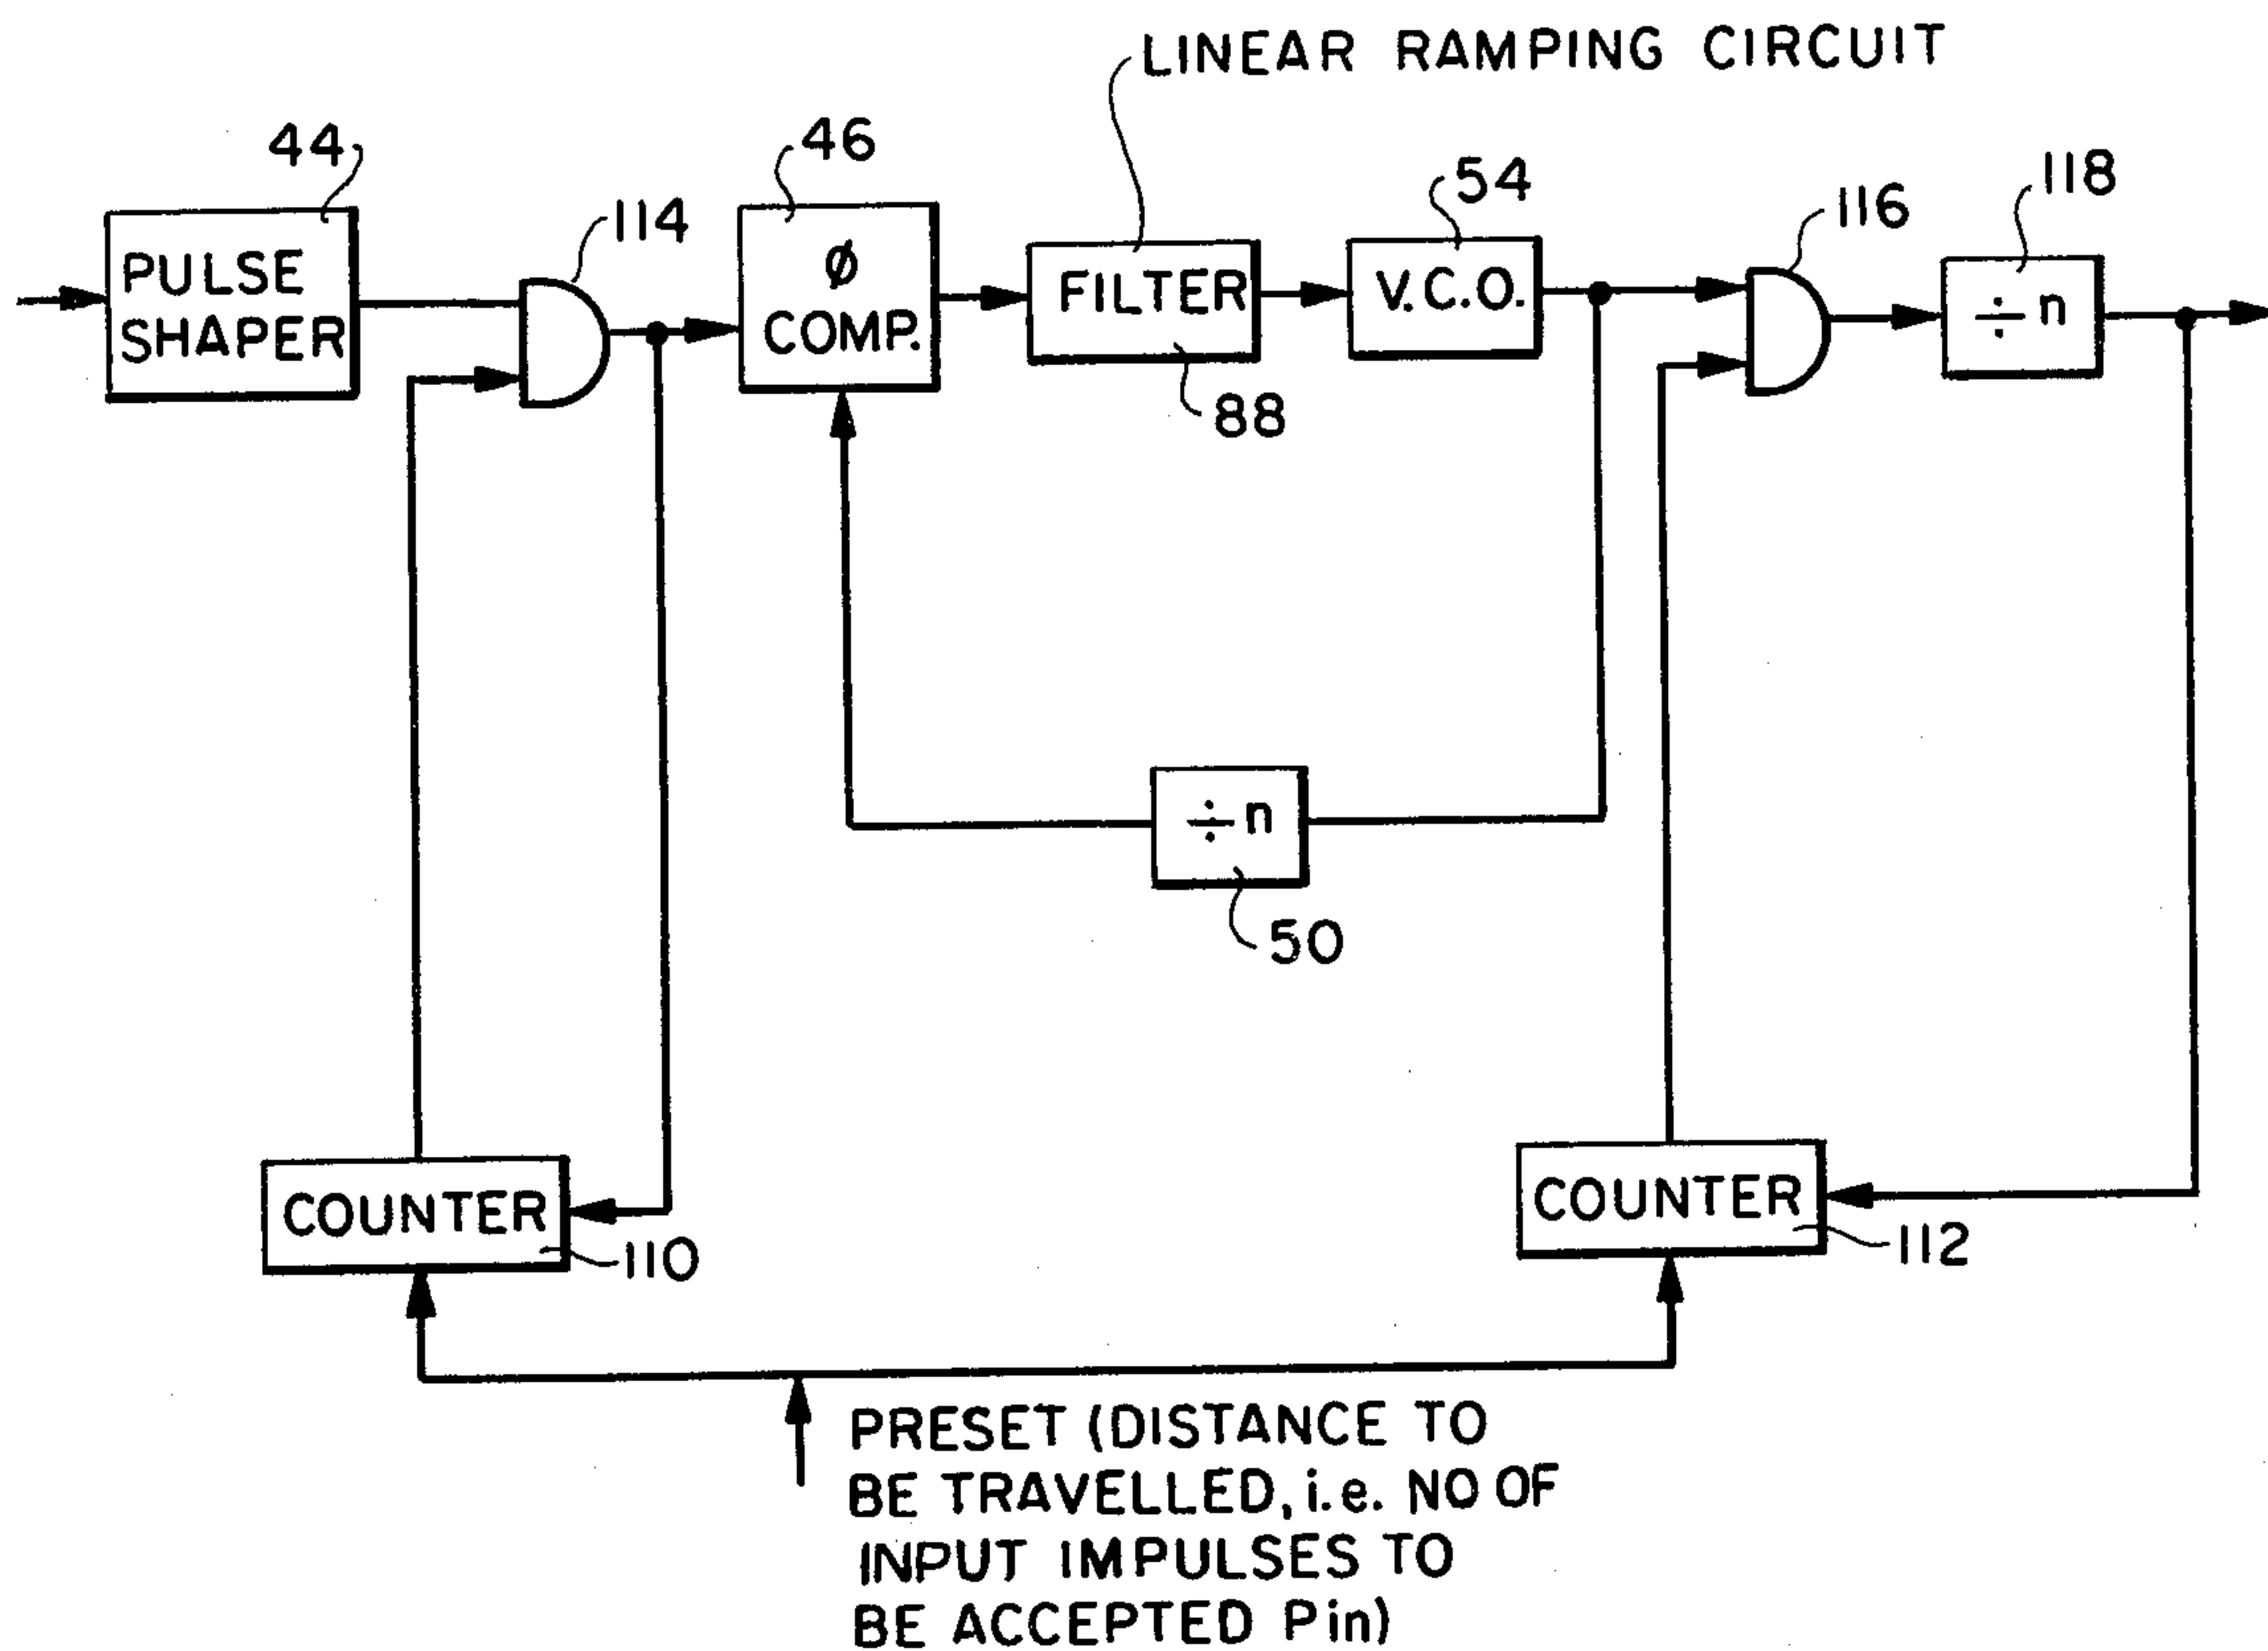 LINEAR RAMPING CIRCUIT
44
114
46
54
116
118
PULSE
SHAPER
Ø
COMP.
FILTER
V.C.O.
÷ n
88
÷ n
50
COUNTER
110
COUNTER
112
PRESET (DISTANCE TO
BE TRAVELLED, i.e. NO OF
INPUT IMPULSES TO
BE ACCEPTED Pin)